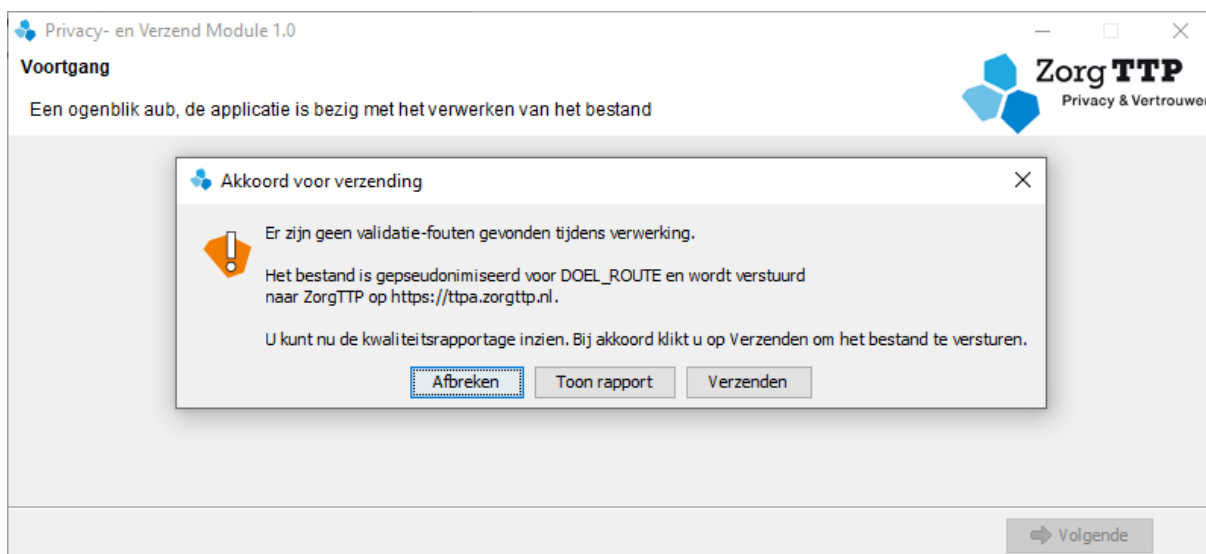 Privacy- en Verzend Module 1.0
Voortgang
Een ogenblik aub, de applicatie is bezig met het verwerken van het bestand
Zorg TTP
Privacy & Vertrouwen
Akkoord voor verzending
Er zijn geen validatie-fouten gevonden tijdens verwerking.
Het bestand is gepseudonimiseerd voor DOEL_ROUTE en wordt verstuurd
naar ZorgTTP op https://ttpa.zorgttp.nl.
U kunt nu de kwaliteitsrapportage inzien. Bij akkoord klikt u op Verzenden om het bestand te versturen.
Afbreken Toon rapport Verzenden
Volgende